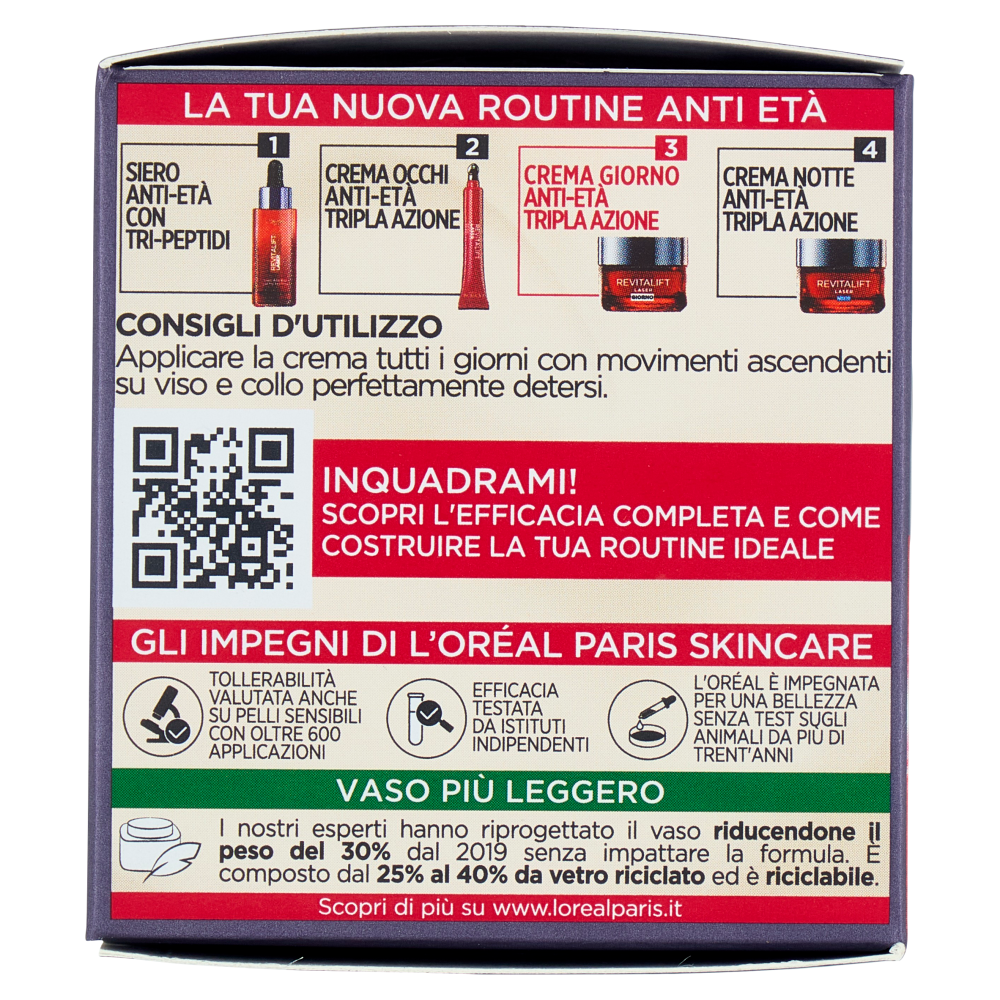 LA TUA NUOVA ROUTINE ANTI ETÀ
1
SIERO
ANTI-ETÀ
CON
TRI-PEPTIDI
REVITALIFT
2
CREMA OCCHI
ANTI-ETÀ
TRIPLA AZIONE
REVITALIFT
3
CREMA GIORNO
ANTI-ETÀ
TRIPLA AZIONE
REVITALIFT
LASER
GIORNO
4
CREMA NOTTE
ANTI-ETÀ
TRIPLA AZIONE
REVITALIFT
LASER
NOTTE
CONSIGLI D'UTILIZZO
Applicare la crema tutti i giorni con movimenti ascendenti
su viso e collo perfettamente detersi.
INQUADRAMI!
SCOPRI L'EFFICACIA COMPLETA E COME
COSTRUIRE LA TUA ROUTINE IDEALE
GLI IMPEGNI DI L'ORÉAL PARIS SKINCARE
TOLLERABILITÀ
VALUTATA ANCHE
SU PELLI SENSIBILI
CON OLTRE 600
APPLICAZIONI
EFFICACIA
TESTATA
DA ISTITUTI
INDIPENDENTI
L'ORÉAL È IMPEGNATA
PER UNA BELLEZZA
SENZA TEST SUGLI
ANIMALI DA PIÙ DI
TRENT'ANNI
VASO PIÙ LEGGERO
I nostri esperti hanno riprogettato il vaso riducendone il
peso del 30% dal 2019 senza impattare la formula. È
composto dal 25% al 40% da vetro riciclato ed è riciclabile.
Scopri di più su www.lorealparis.it